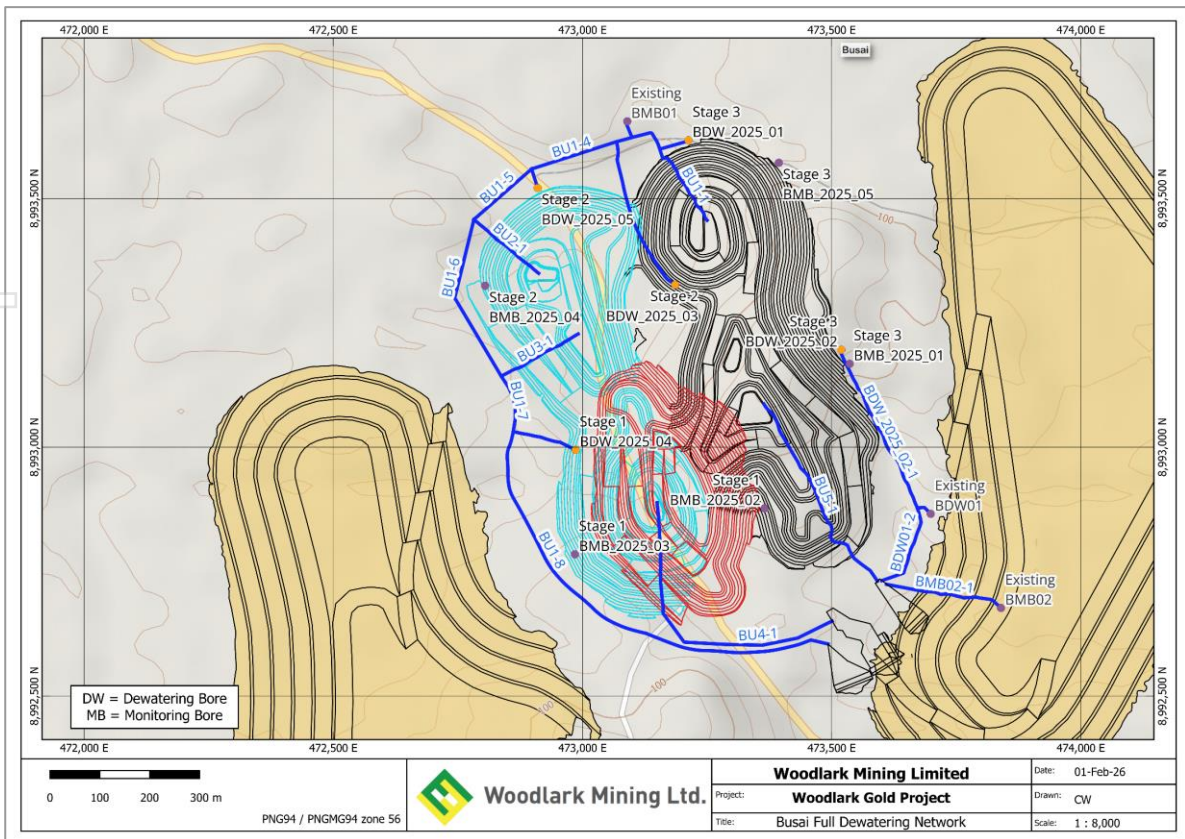 472,000 E
472,500 E
473,000 E
473,500 E
474,000 E
Busai
Existing
BMB01
Stage 3
BDW_2025_01
BU1-4
BU1-5
BU1-1
Stage 3
BMB_2025_05
8,993,500 N
8,993,500 N
100
Stage 2
BDW_2025_05
BU2-1
BU1-6
Stage 2
BMB_2025_04
Stage 2
BDW_2025_03
Stage 3
BDW_2025_02
Stage 3
BMB_2025_01
BU3-1
BU1-7
BDW_2025_02-1
Stage 1
BDW_2025_04
8,993,000 N
8,993,000 N
Stage 1
BMB_2025_02
BU5-1
Existing
BDW01
BDW01-2
Stage 1
BMB_2025_03
BU1-8
BMB02-1
Existing
BMB02
BU4-1
100
100
8,992,500 N
8,992,500 N
DW = Dewatering Bore
MB = Monitoring Bore
472,000 E
472,500 E
473,000 E
473,500 E
474,000 E
0 100 200 300 m
PNG94 / PNGMG94 zone 56
Woodlark Mining Ltd.
Woodlark Mining Limited
Project: Woodlark Gold Project
Title: Busai Full Dewatering Network
Date: 01-Feb-26
Drawn: CW
Scale: 1 : 8,000